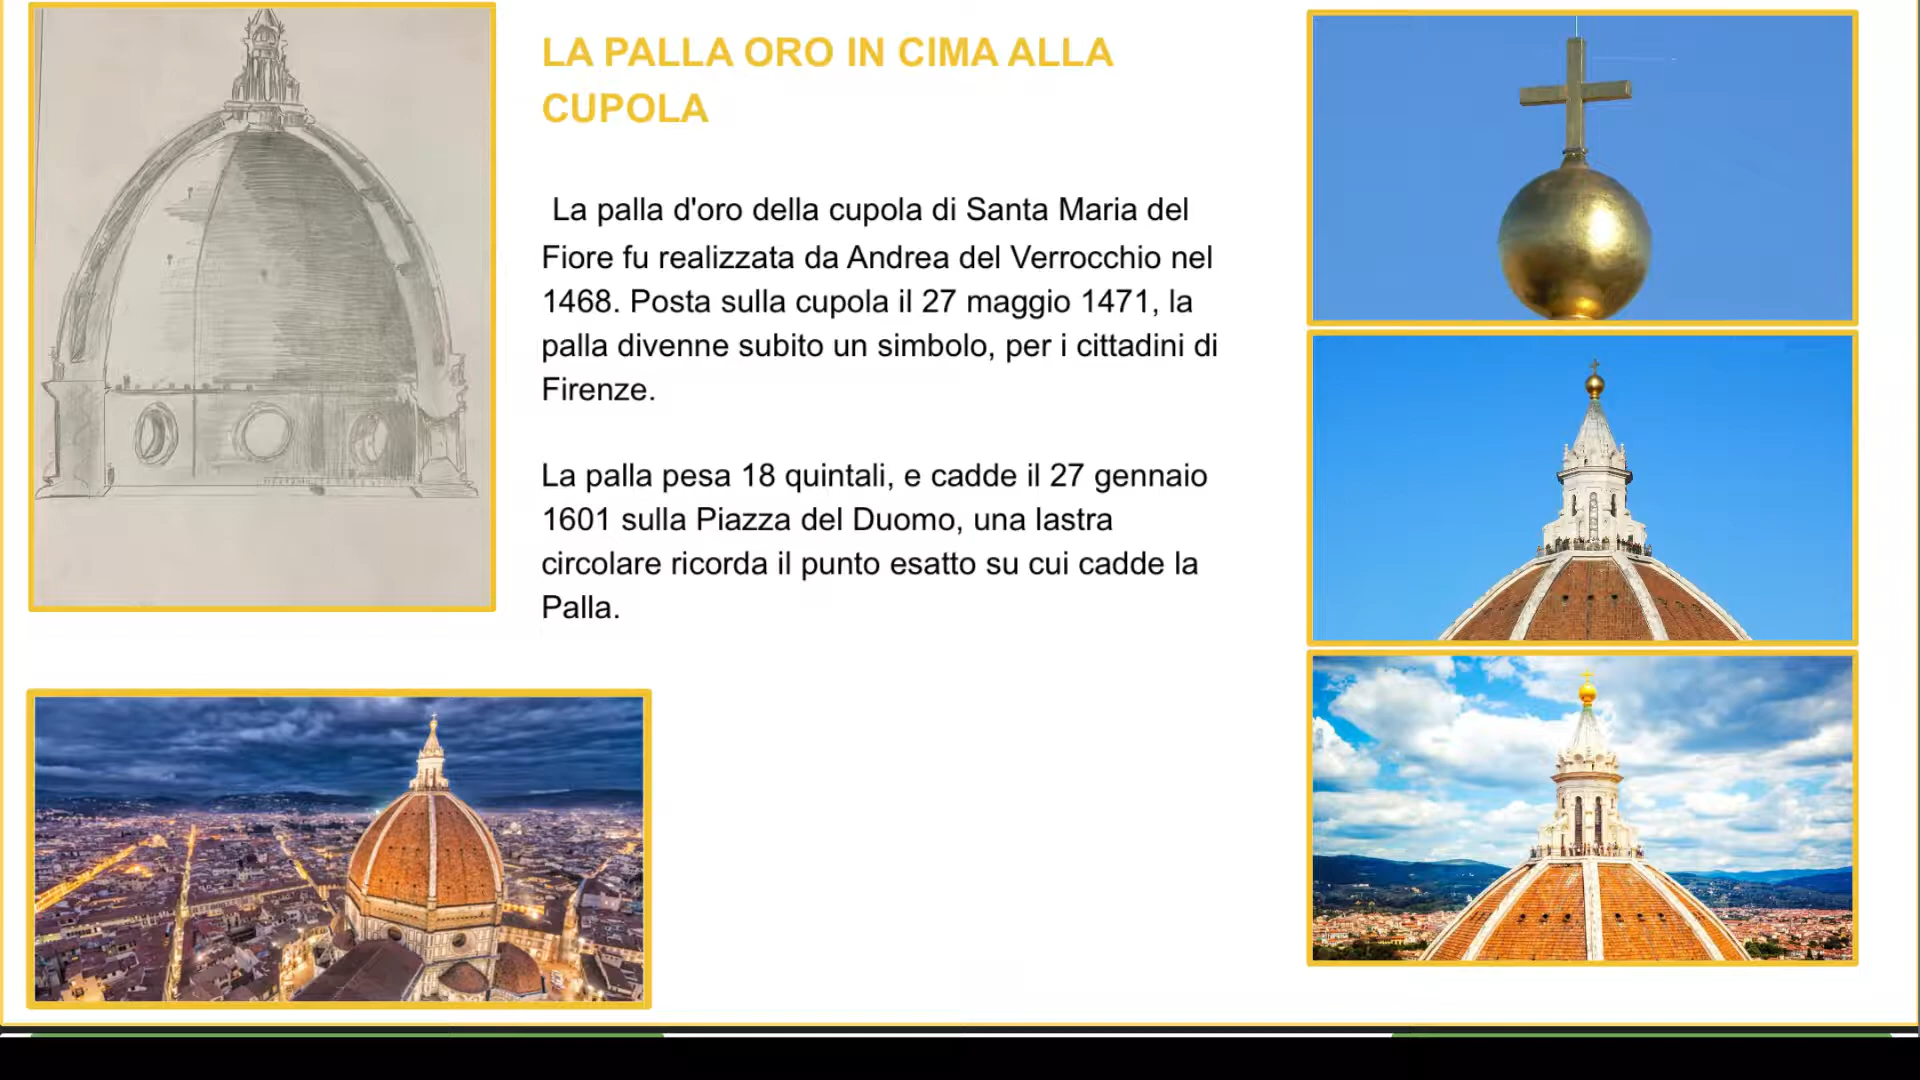 LA PALLA ORO IN CIMA ALLA
CUPOLA
La palla d'oro della cupola di Santa Maria del
Fiore fu realizzata da Andrea del Verrocchio nel
1468. Posta sulla cupola il 27 maggio 1471, la
palla divenne subito un simbolo, per i cittadini di
Firenze.
La palla pesa 18 quintali, e cadde il 27 gennaio
1601 sulla Piazza del Duomo, una lastra
circolare ricorda il punto esatto su cui cadde la
Palla.